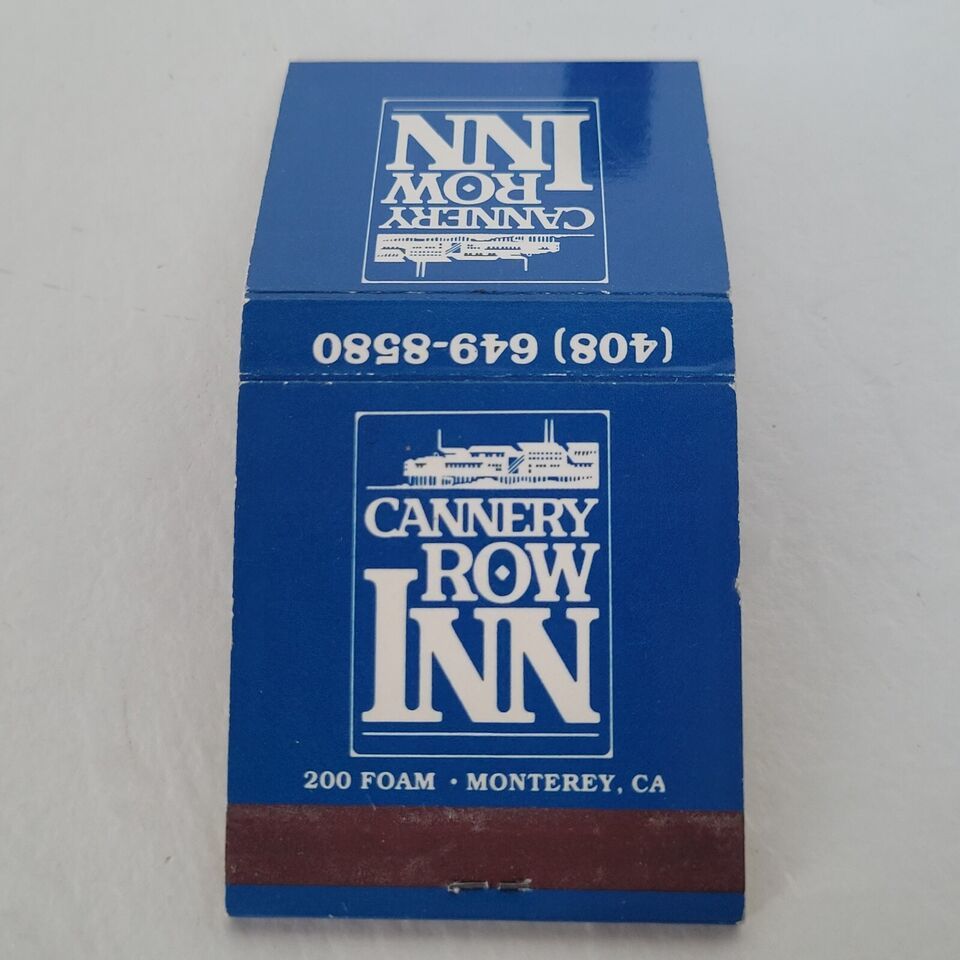 CANNERY
ROW
INN
(408) 649-8580
CANNERY
ROW
INN
200 FOAM • MONTEREY, CA